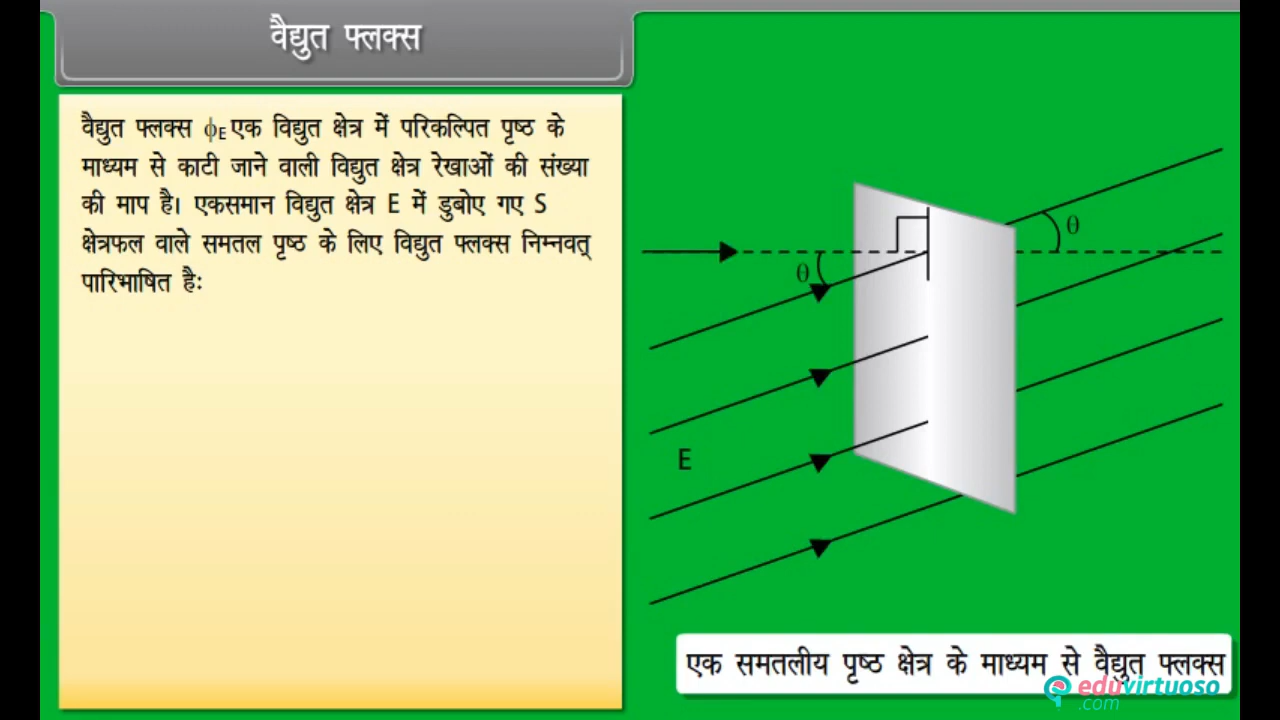 वैद्युत फ्लक्स
वैद्युत फ्लक्स ϕE एक विद्युत क्षेत्र में परिकल्पित पृष्ठ के
माध्यम से काटी जाने वाली विद्युत क्षेत्र रेखाओं की संख्या
की माप है। एकसमान विद्युत क्षेत्र E में डुबोए गए S
क्षेत्रफल वाले समतल पृष्ठ के लिए विद्युत फ्लक्स निम्नवत्
पारिभाषित हैः
θ
θ
E
एक समतलीय पृष्ठ क्षेत्र के माध्यम से वैद्युत फ्लक्स
eduvirtuoso
.com